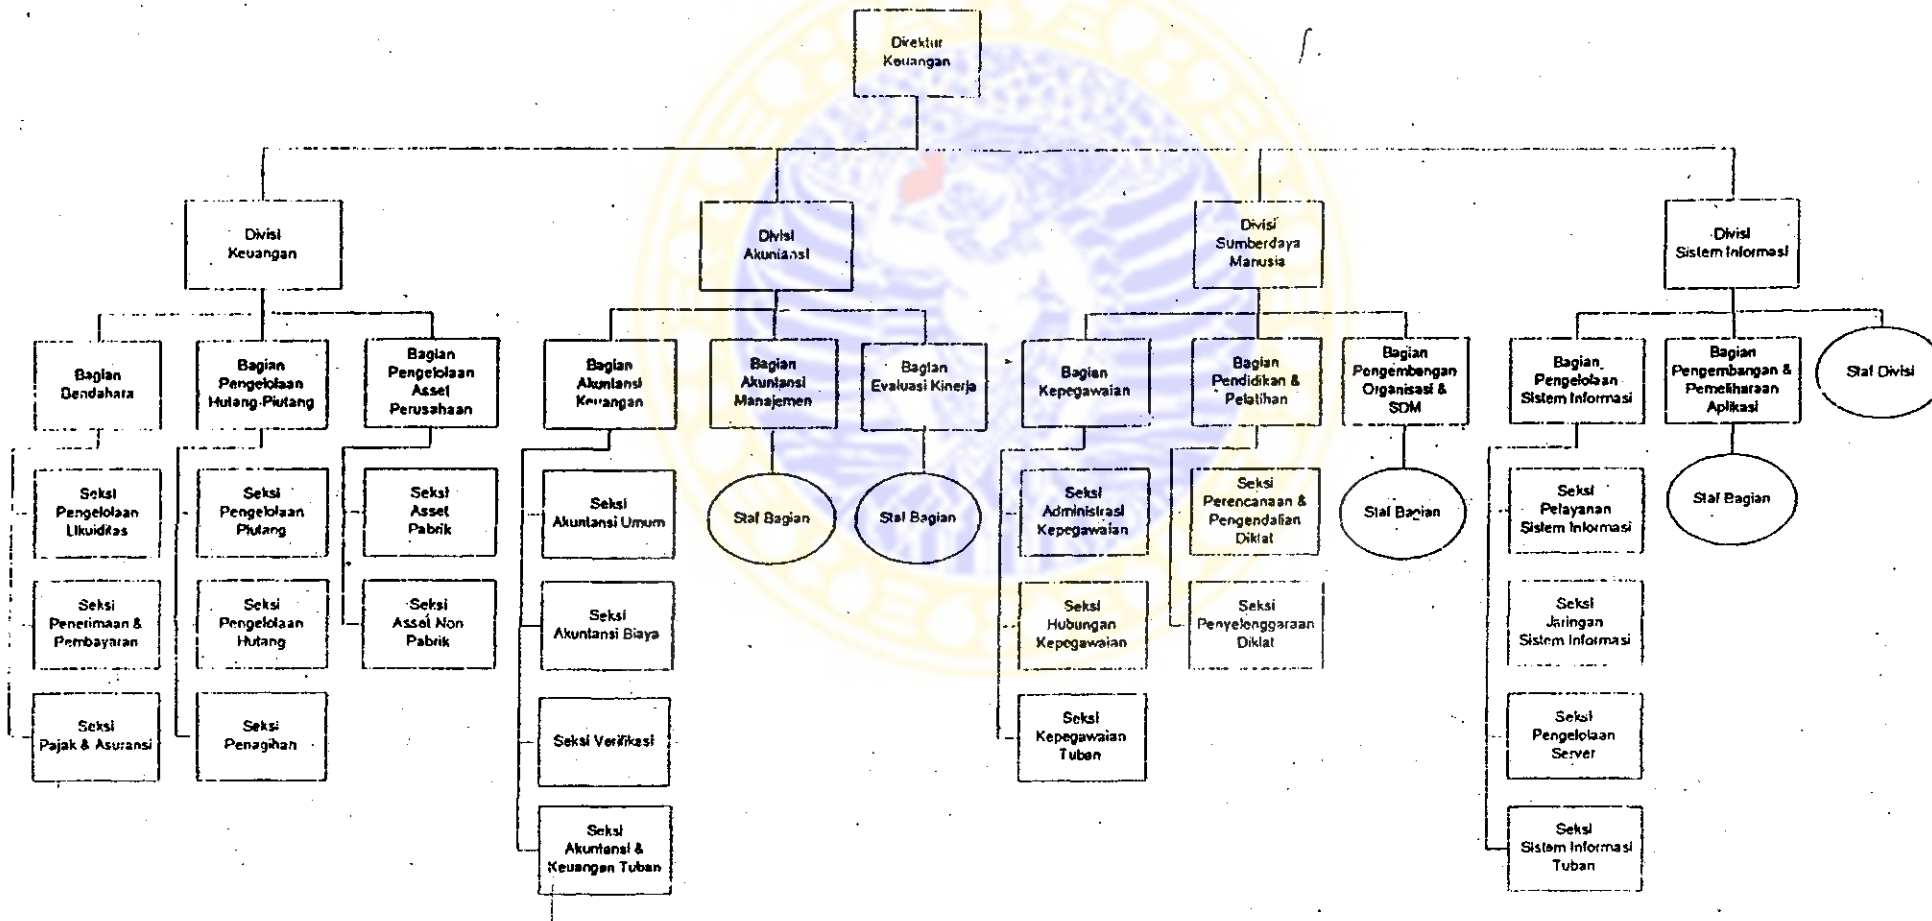 Direktur
Keuangan
Divisi
Keuangan
Divisi
Akuntansi
Divisi
Sumberdaya
Manusia
Divisi
Sistem Informasi
Bagian
Bendahara
Bagian
Pengelolaan
Hutang-Piutang
Bagian
Pengelolaan
Asset
Perusahaan
Bagian
Akuntansi
Keuangan
Bagian
Akuntansi
Manajemen
Bagian
Evaluasi Kinerja
Bagian
Kepegawaian
Bagian
Pendidikan &
Pelatihan
Bagian
Pengembangan
Organisasi &
SDM
Bagian
Pengelolaan
Sistem Informasi
Bagian
Pengembangan &
Pemeliharaan
Aplikasi
Staf Divisi
Seksi
Pengelolaan
Likuiditas
Seksi
Pengelolaan
Piutang
Seksi
Asset
Pabrik
Seksi
Akuntansi Umum
Staf Bagian
Staf Bagian
Seksi
Administrasi
Kepegawaian
Seksi
Perencanaan &
Pengendalian
Diklat
Staf Bagian
Seksi
Pelayanan
Sistem Informasi
Staf Bagian
Seksi
Penerimaan &
Pembayaran
Seksi
Pengelolaan
Hutang
Seksi
Asset Non
Pabrik
Seksi
Akuntansi Biaya
Seksi
Hubungan
Kepegawaian
Seksi
Penyelenggaraan
Diklat
Seksi
Jaringan
Sistem Informasi
Seksi
Pajak & Asuransi
Seksi
Penagihan
Seksi Verifikasi
Seksi
Kepegawaian
Tuban
Seksi
Pengelolaan
Server
Seksi
Akuntansi &
Keuangan Tuban
Seksi
Sistem Informasi
Tuban